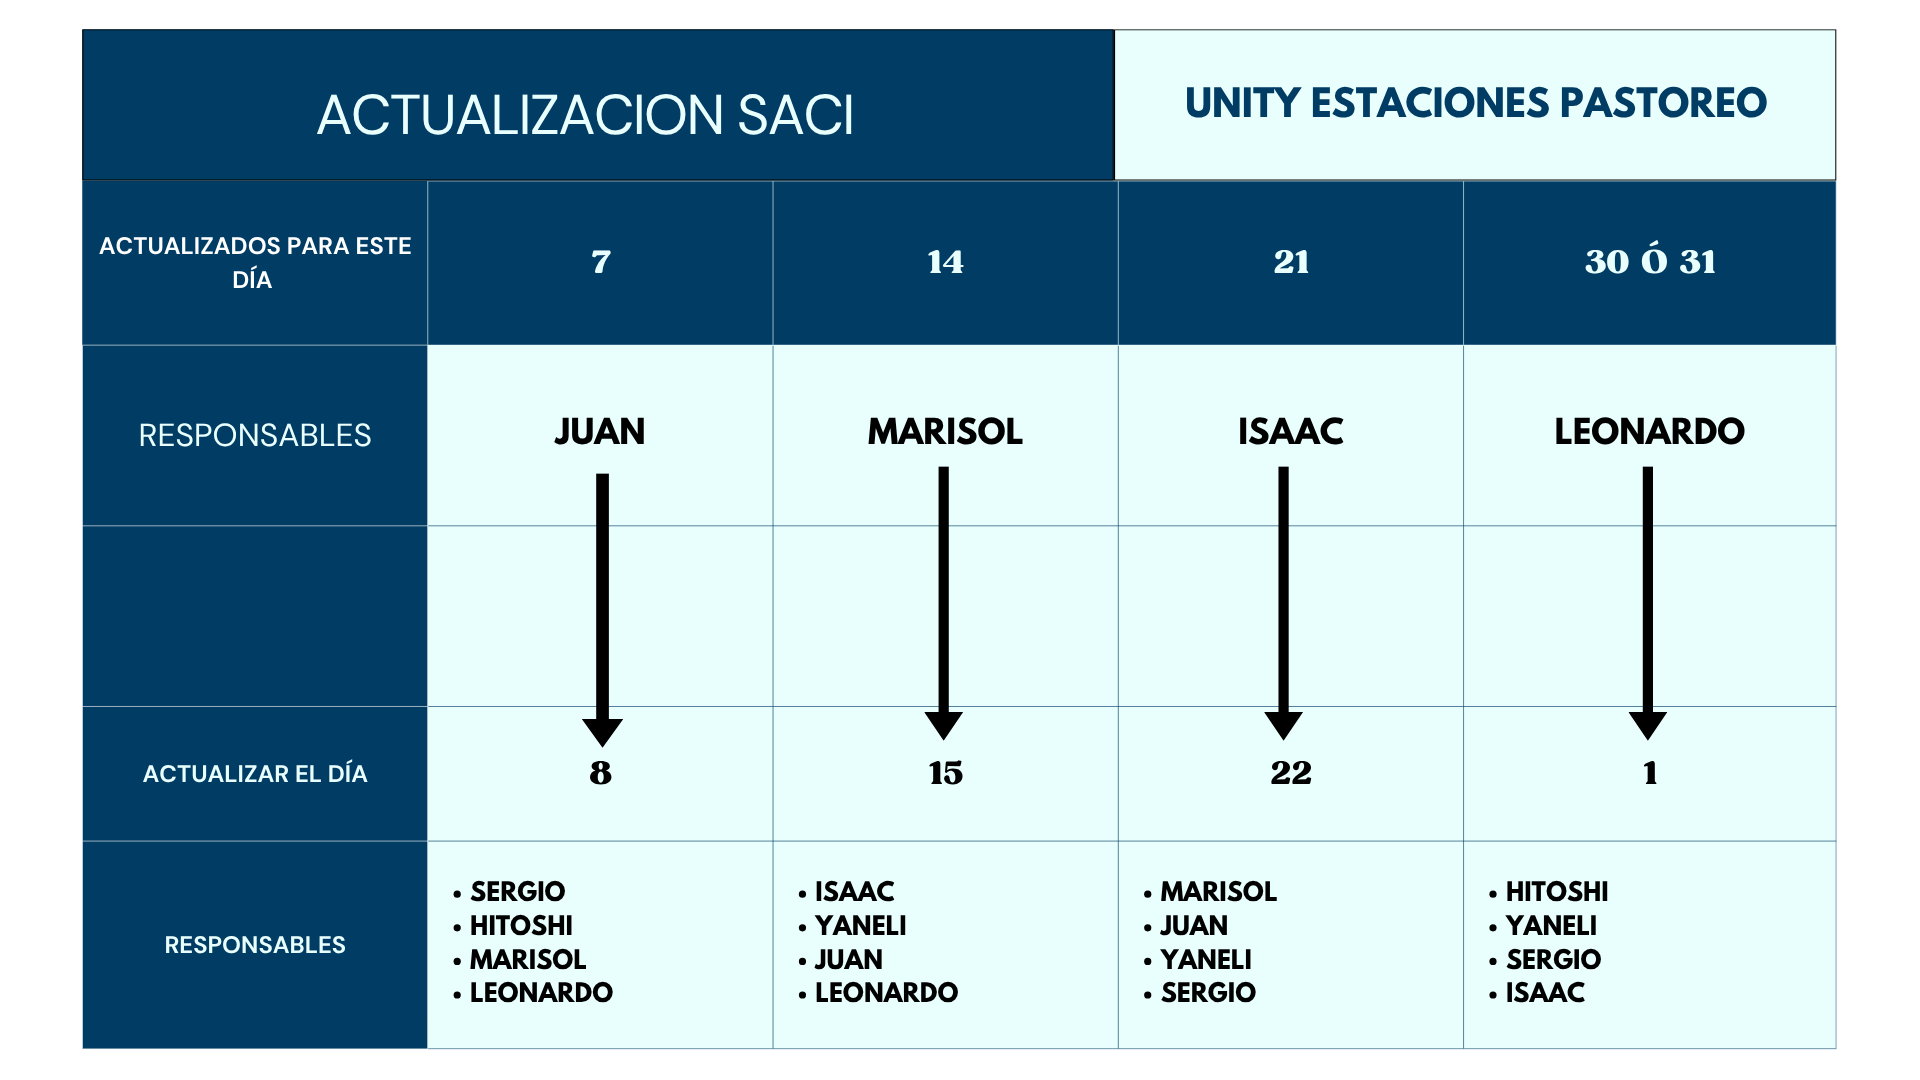 ACTUALIZACION SACI
UNITY ESTACIONES PASTOREO
ACTUALIZADOS PARA ESTE
DÍA
7
14
21
30 Ó 31
RESPONSABLES
JUAN
MARISOL
ISAAC
LEONARDO
ACTUALIZAR EL DÍA
8
15
22
1
RESPONSABLES
• SERGIO
• HITOSHI
• MARISOL
• LEONARDO
• ISAAC
• YANELI
• JUAN
• LEONARDO
• MARISOL
• JUAN
• YANELI
• SERGIO
• HITOSHI
• YANELI
• SERGIO
• ISAAC